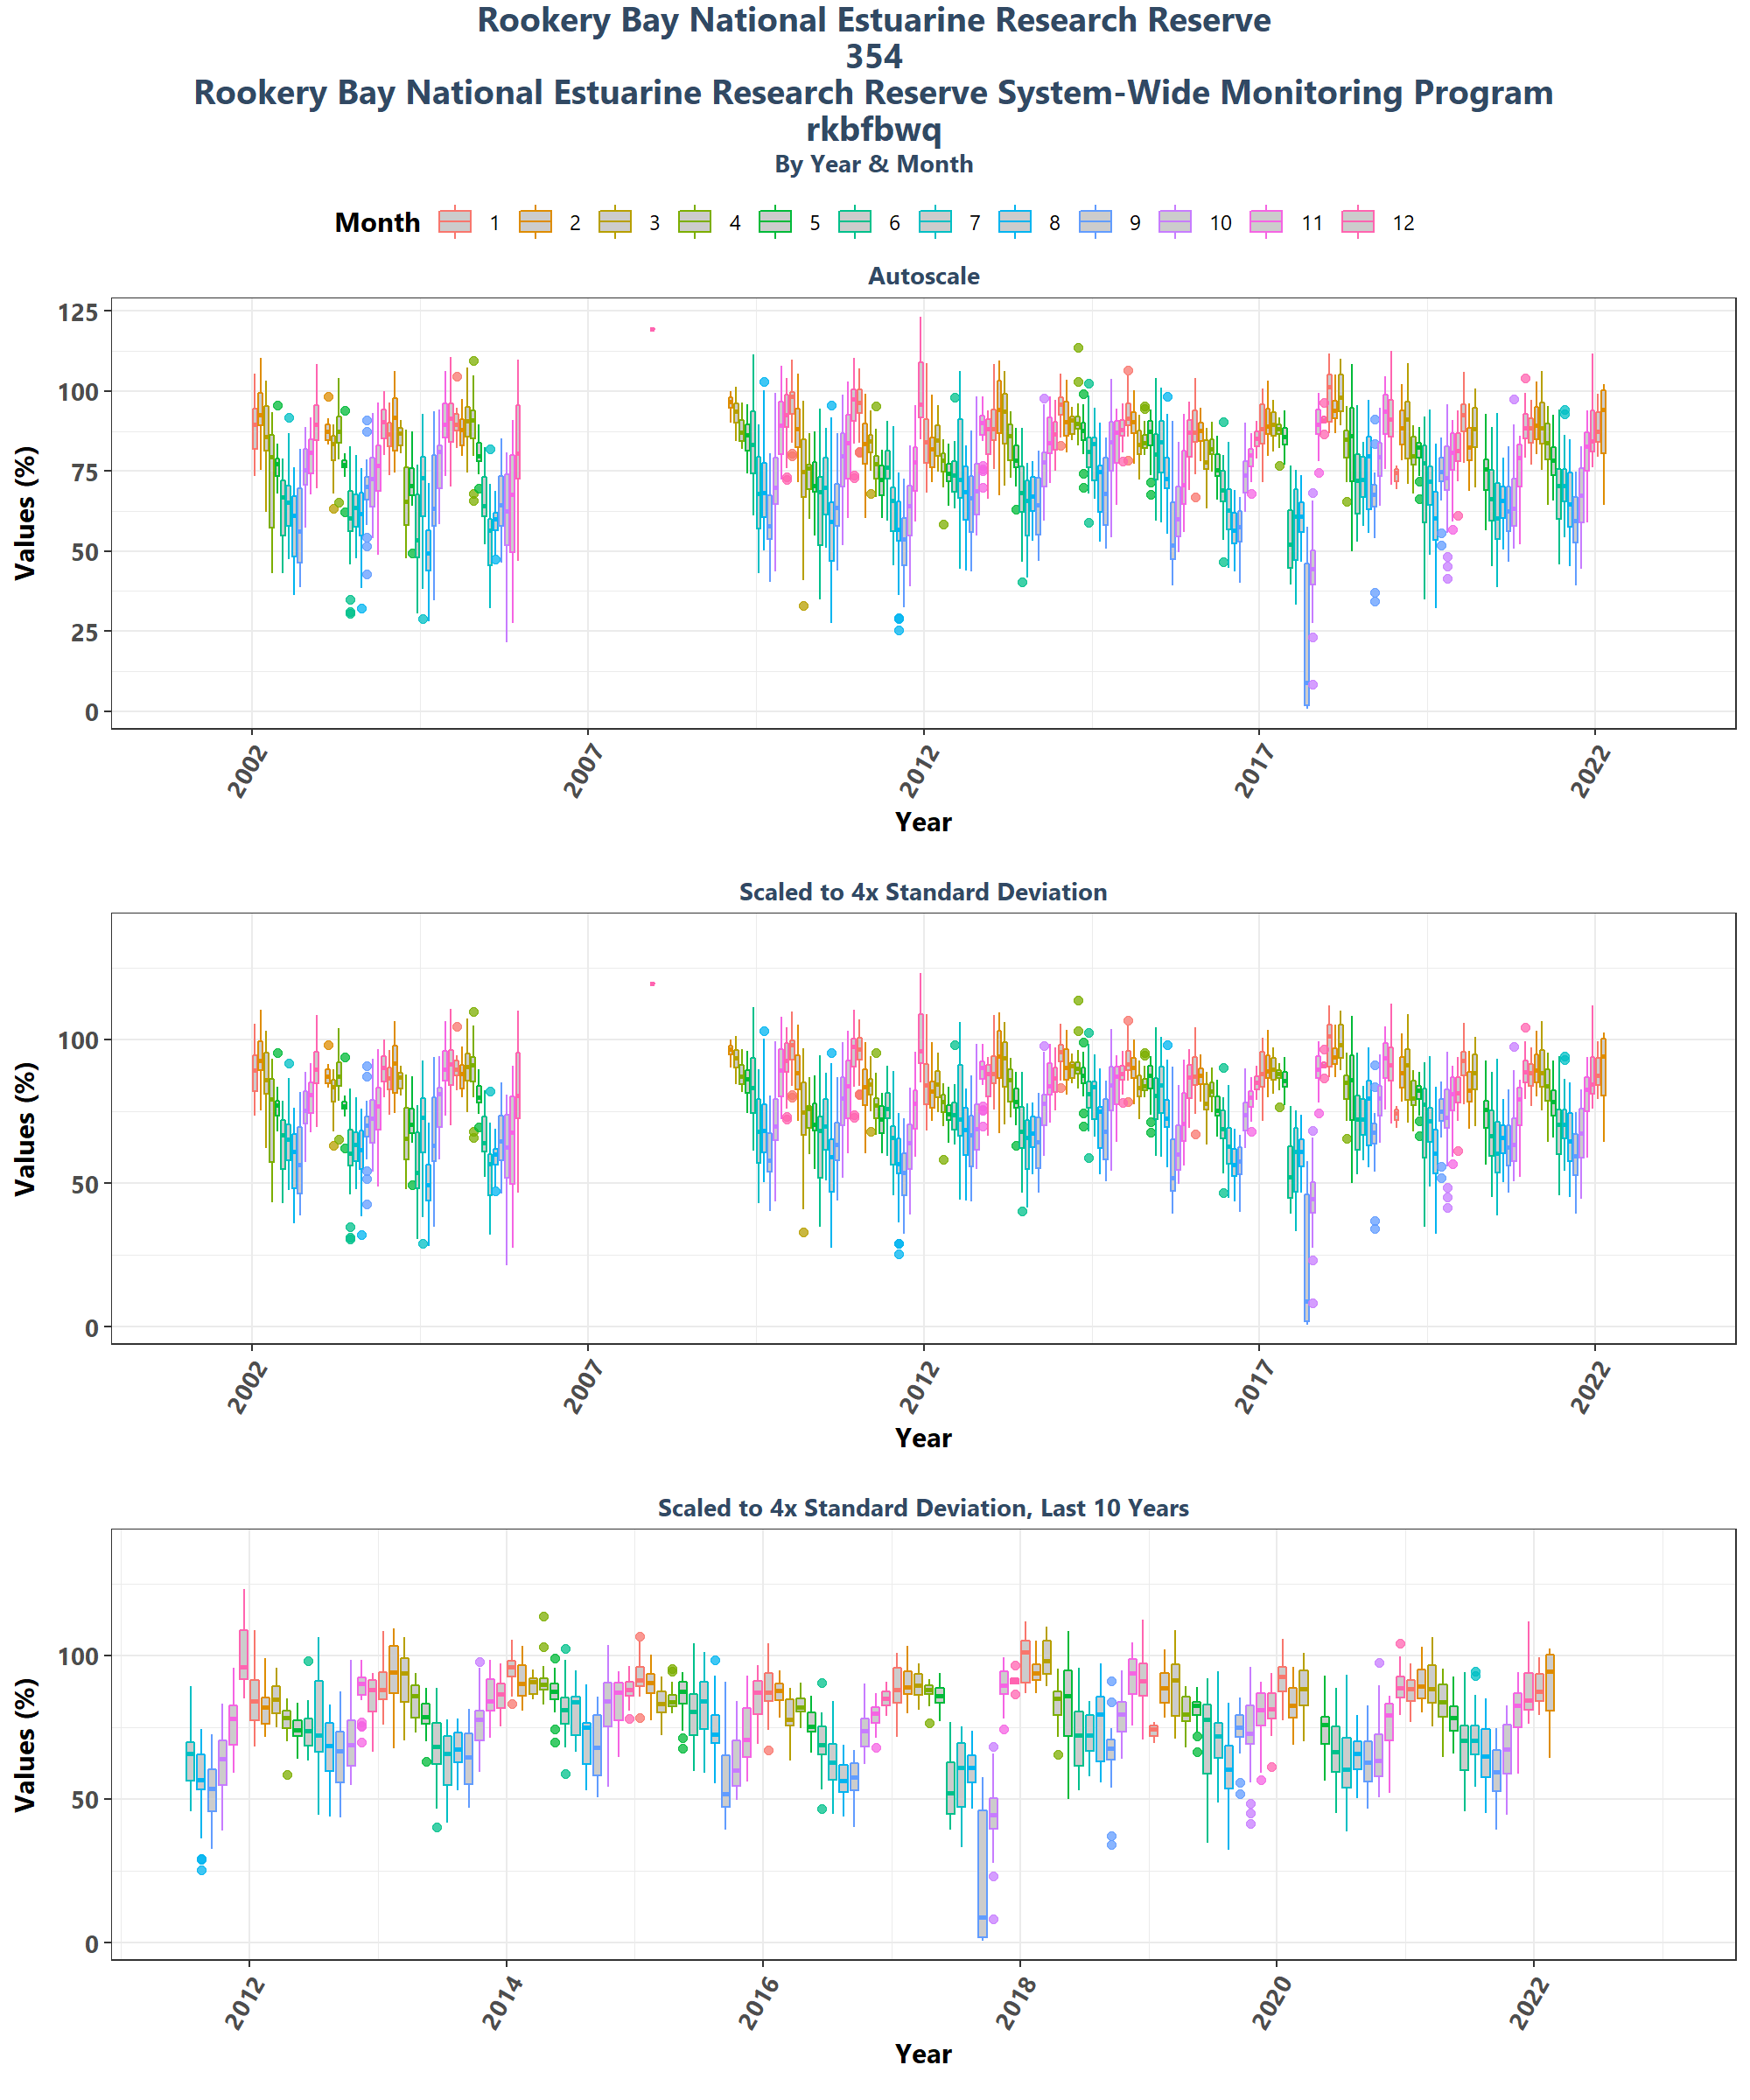 Rookery Bay National Estuarine Research Reserve
354
Rookery Bay National Estuarine Research Reserve System-Wide Monitoring Program
rkbfbwq
By Year & Month
Month 1 2 3 4 5 6 7 8 9 10 11 12
Autoscale
Values (%)
125
100
75
50
25
0
2002 2007 2012 2017 2022
Year
Scaled to 4x Standard Deviation
Values (%)
100
50
0
2002 2007 2012 2017 2022
Year
Scaled to 4x Standard Deviation, Last 10 Years
Values (%)
100
50
0
2012 2014 2016 2018 2020 2022
Year